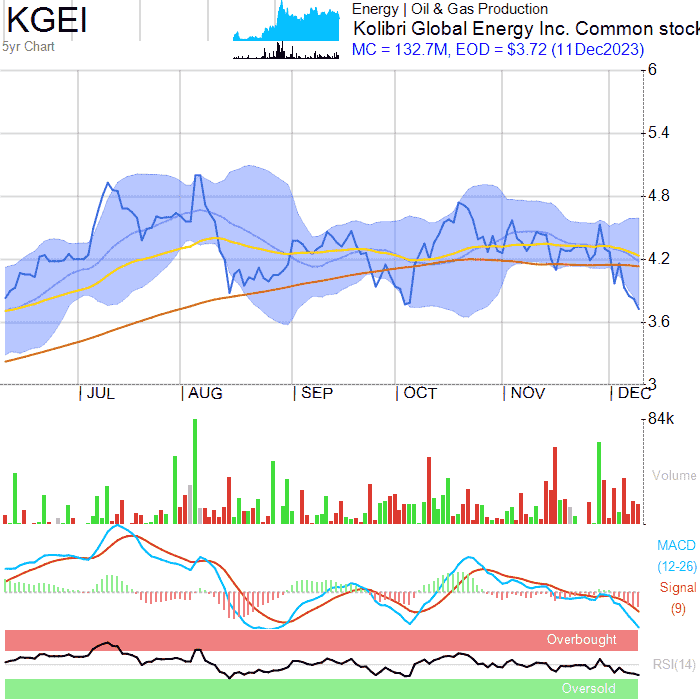 KGEI
5yr Chart
Energy | Oil & Gas Production
Kolibri Global Energy Inc. Common stock
MC = 132.7M, EOD = $3.72 (11Dec2023)
6
5.4
4.8
4.2
3.6
3
JUL AUG SEP OCT NOV DEC
84k
Volume
MACD
(12-26)
Signal
(9)
Overbought
RSI(14)
Oversold